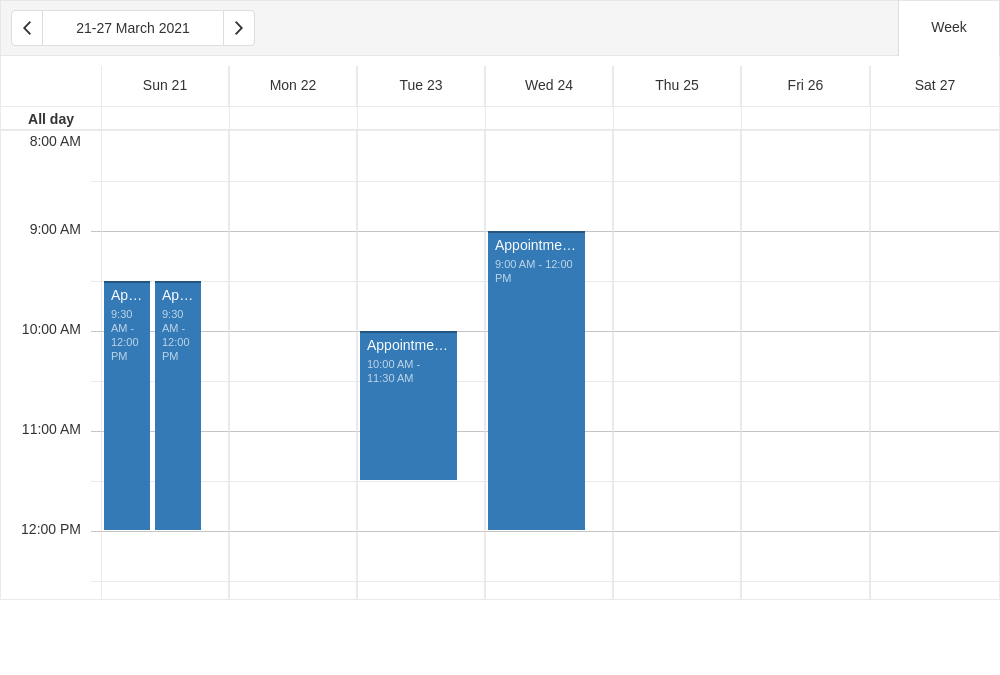 21-27 March 2021
Week
Sun 21
Mon 22
Tue 23
Wed 24
Thu 25
Fri 26
Sat 27
All day
8:00 AM
9:00 AM
10:00 AM
11:00 AM
12:00 PM
Ap…
9:30
AM -
12:00
PM
Ap…
9:30
AM -
12:00
PM
Appointme…
10:00 AM -
11:30 AM
Appointme…
9:00 AM - 12:00
PM